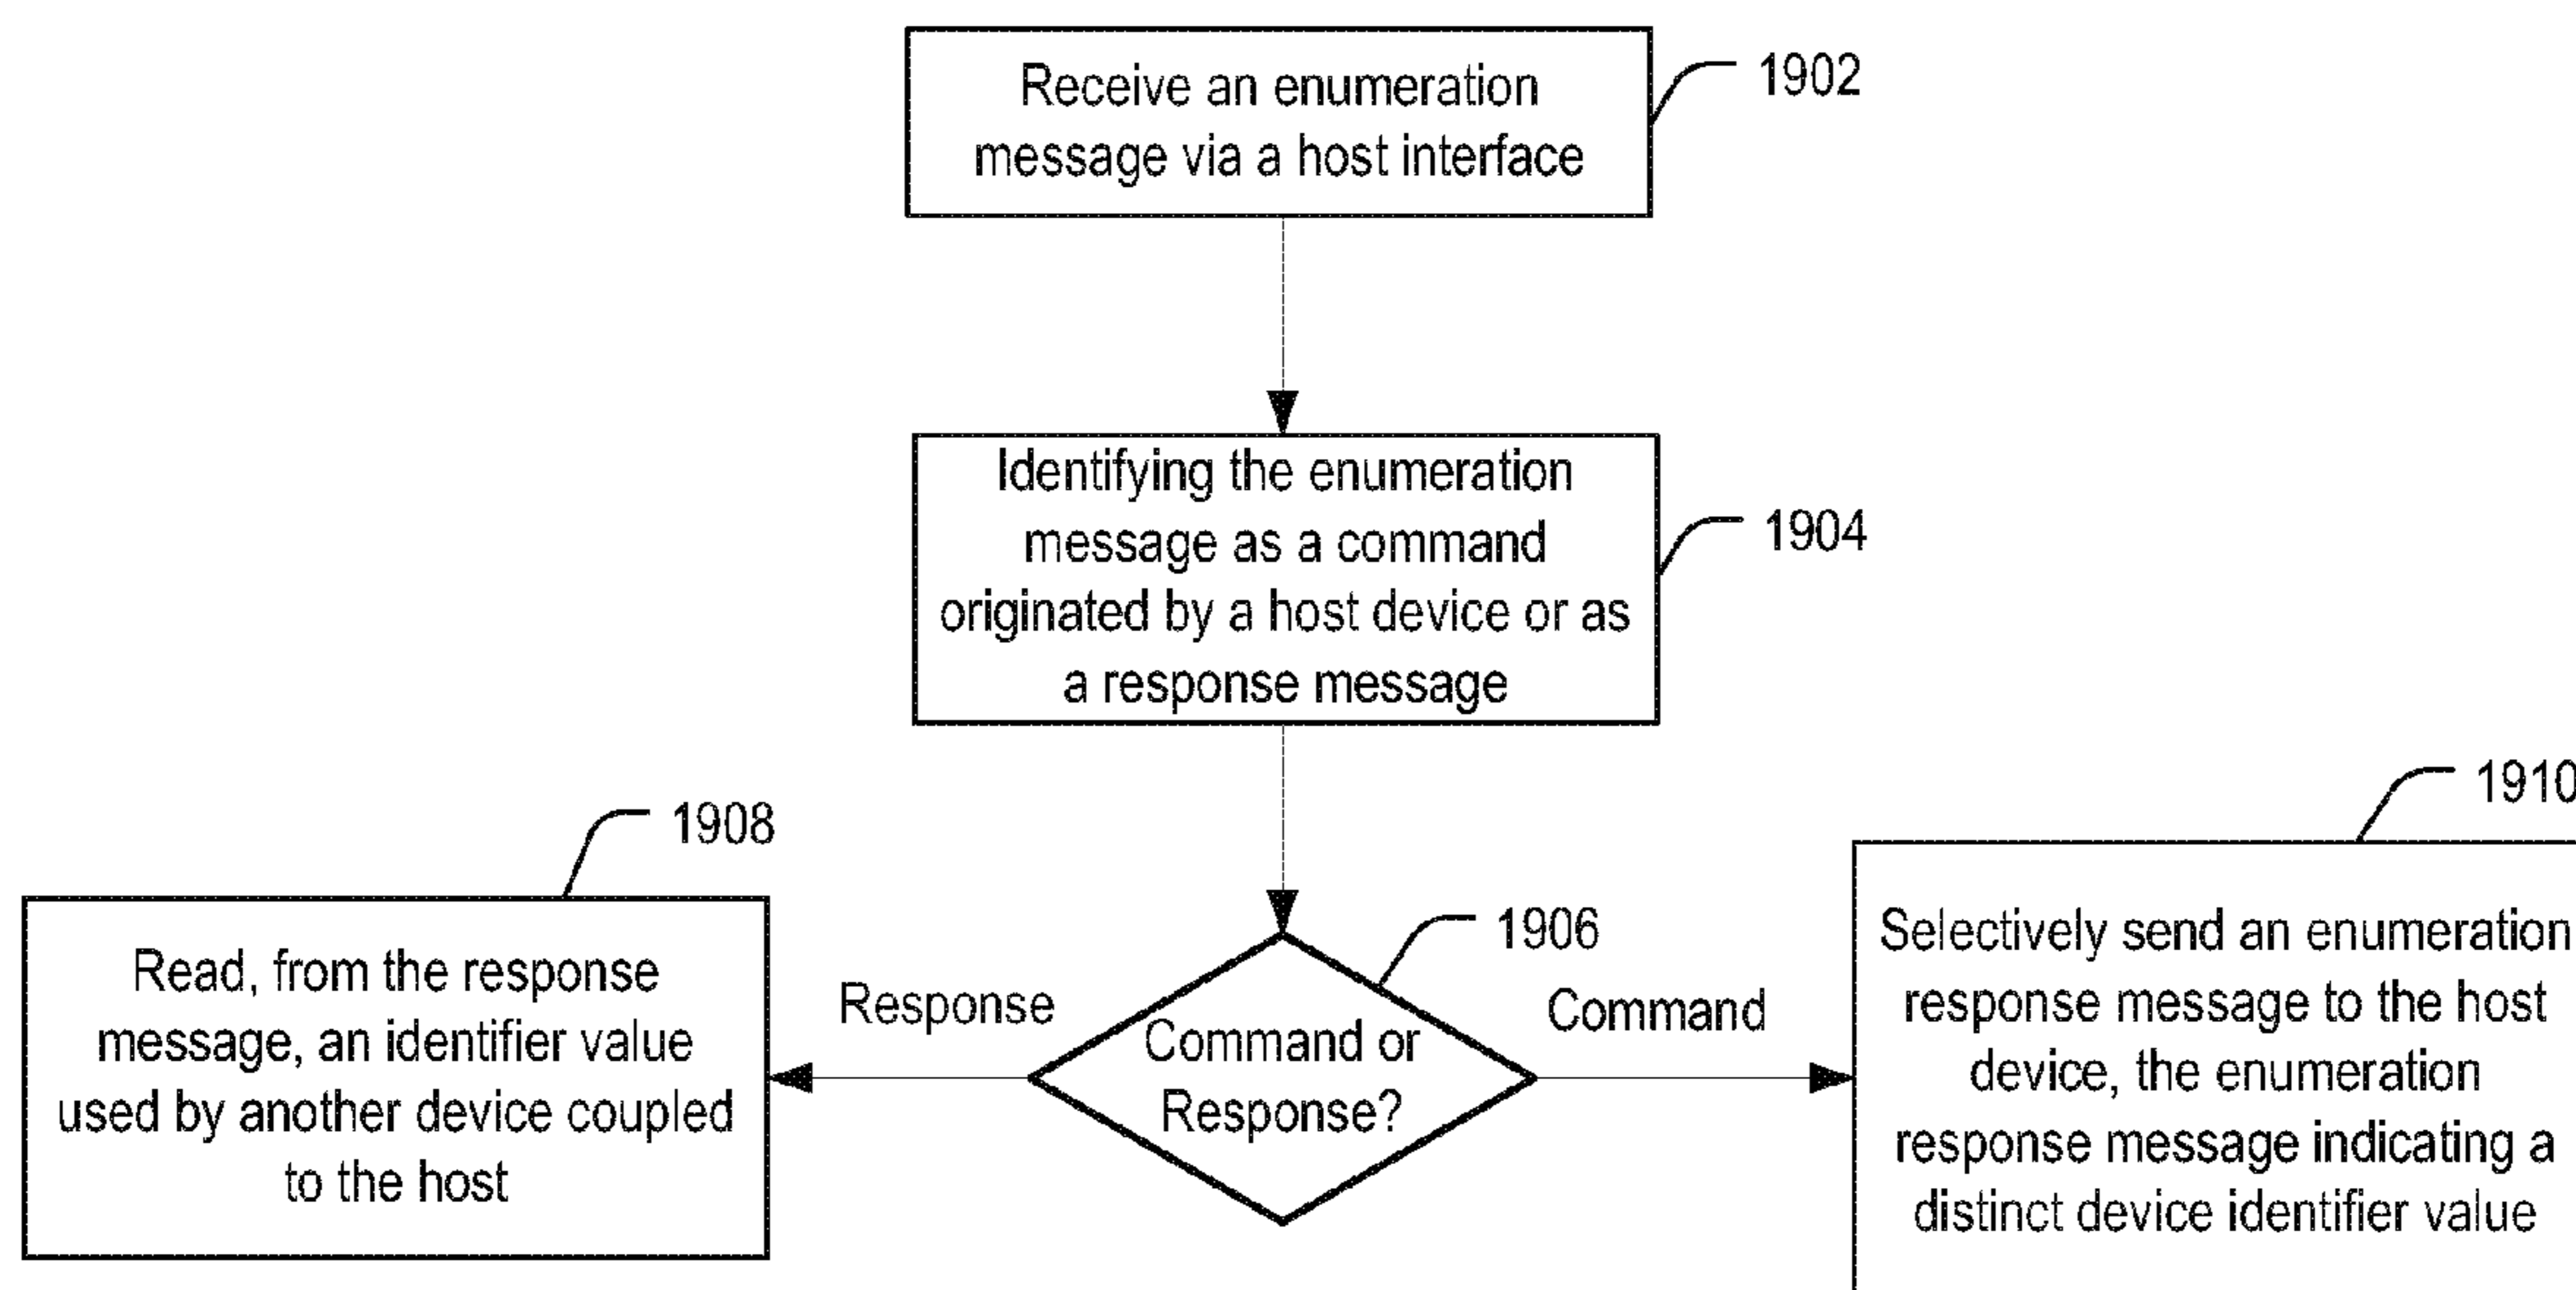 Receive an enumeration
message via a host interface
1902
Identifying the enumeration
message as a command
originated by a host device or as
a response message
1904
1906
Command or
Response?
Response
Command
1908
Read, from the response
message, an identifier value
used by another device coupled
to the host
1910
Selectively send an enumeration
response message to the host
device, the enumeration
response message indicating a
distinct device identifier value